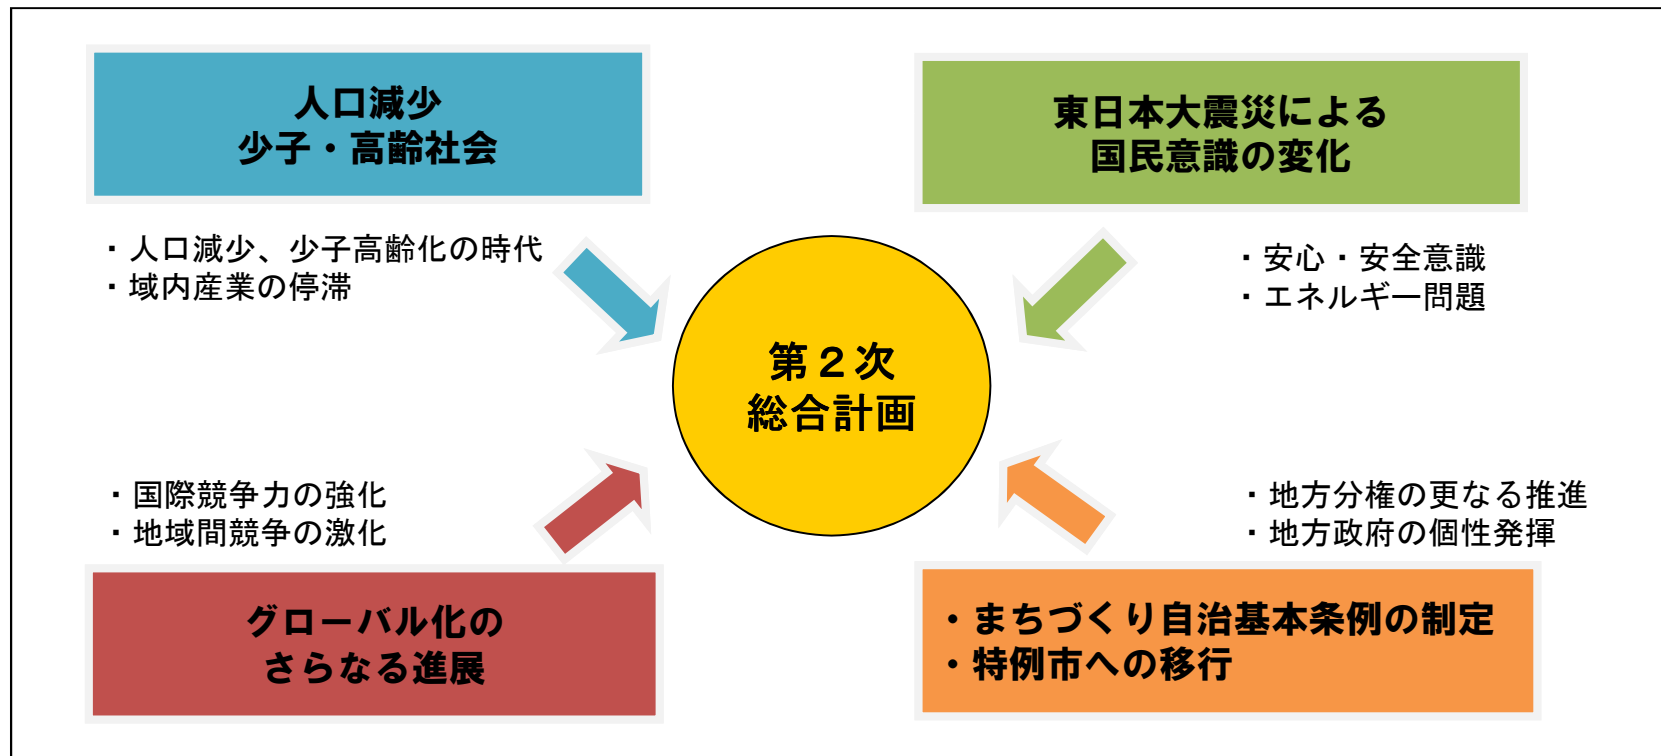 人口減少
少子・高齢社会
・人口減少、少子高齢化の時代
・域内産業の停滞
東日本大震災による
国民意識の変化
・安心・安全意識
・エネルギー問題
第２次
総合計画
・国際競争力の強化
・地域間競争の激化
グローバル化の
さらなる進展
・地方分権の更なる推進
・地方政府の個性発揮
・まちづくり自治基本条例の制定
・特例市への移行